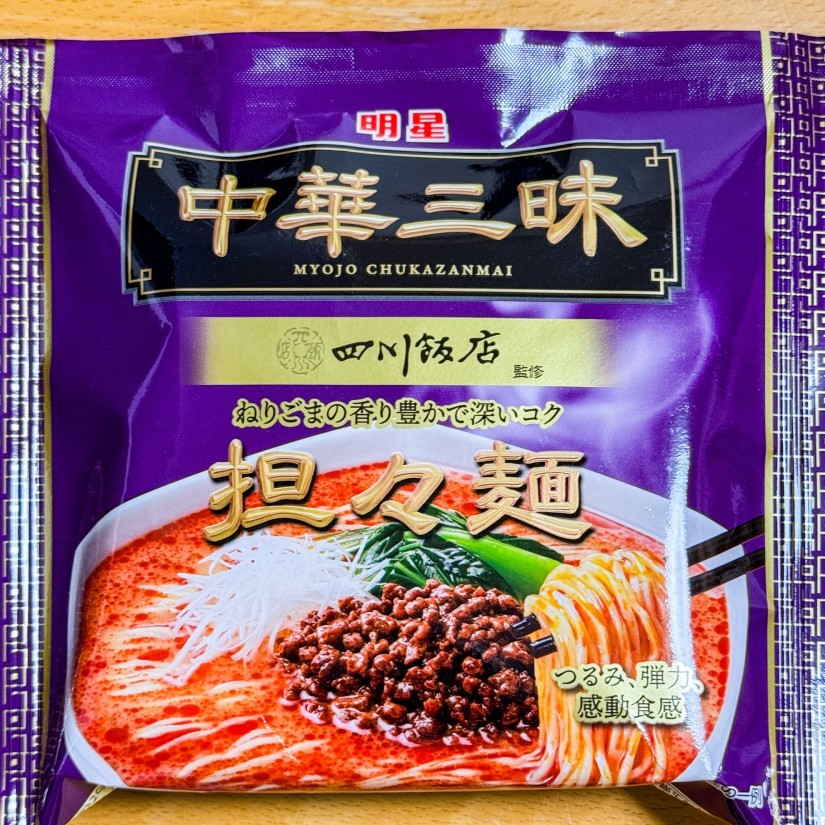 明星
中華三昧
MYOJO CHUKAZANMAI
四川飯店 監修
ねりごまの香り豊かで深いコク
担々麺
つるみ、弾力、
感動食感
一例